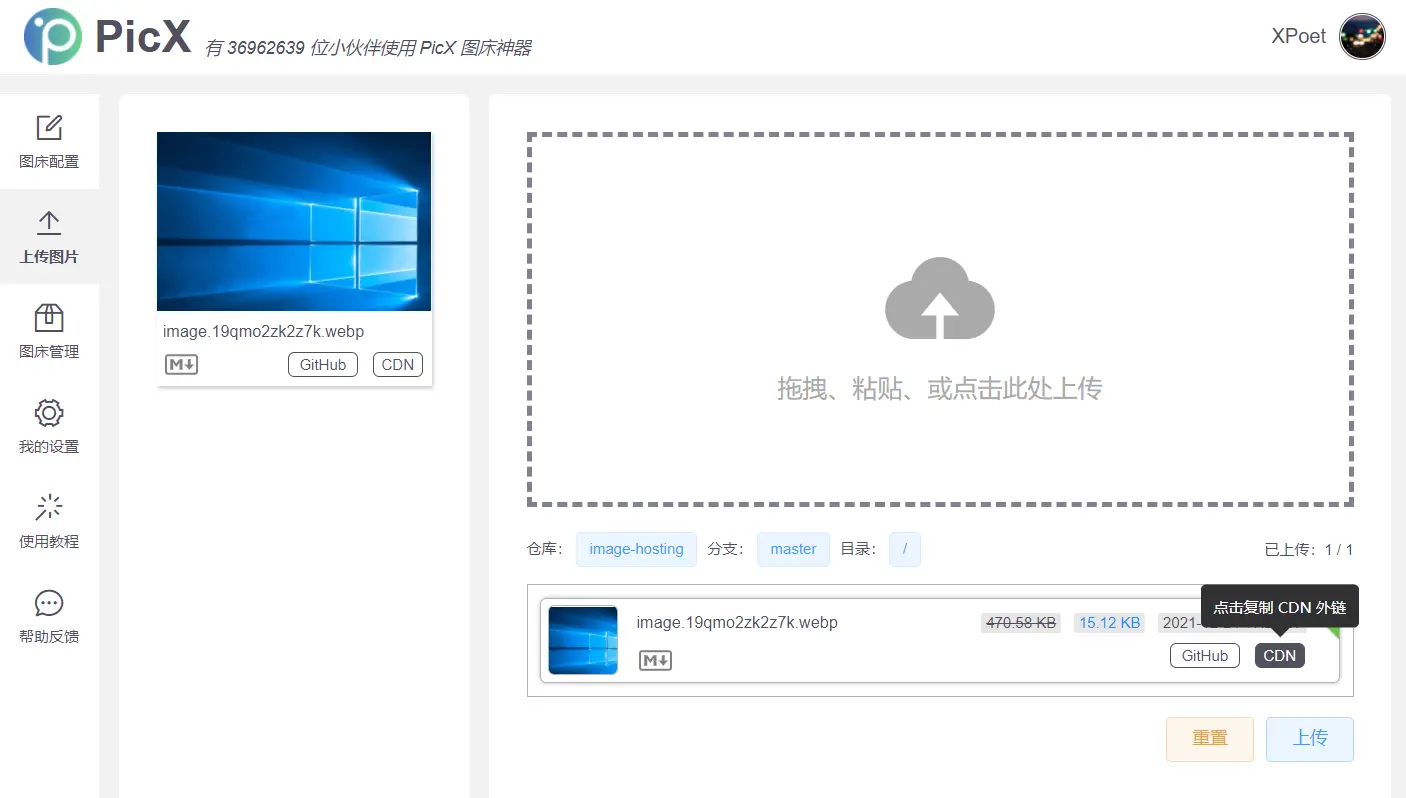 PicX 有 36962639 位小伙伴使用 PicX 图床神器
XPoet
图床配置
上传图片
图床管理
我的设置
使用教程
帮助反馈
image.19qmo2zk2z7k.webp
M GitHub CDN
拖拽、粘贴、或点击此处上传
仓库： image-hosting 分支： master 目录： / 已上传：1 / 1
点击复制 CDN 外链
image.19qmo2zk2z7k.webp 470.58 KB 15.12 KB 2021-
M GitHub CDN
重置 上传